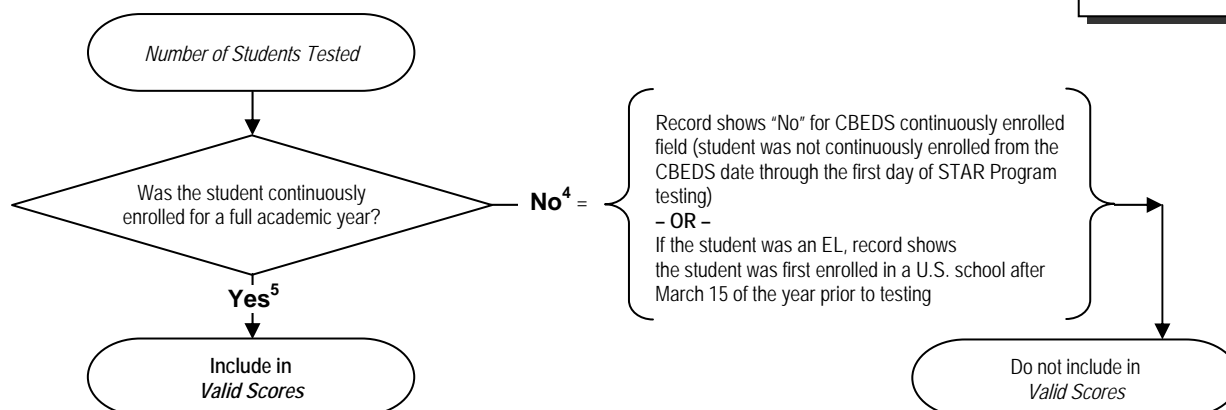 Number of Students Tested
Was the student continuously
enrolled for a full academic year?
No⁴ =
Record shows “No” for CBEDS continuously enrolled
field (student was not continuously enrolled from the
CBEDS date through the first day of STAR Program
testing)
– OR –
If the student was an EL, record shows
the student was first enrolled in a U.S. school after
March 15 of the year prior to testing
Yes⁵
Include in
Valid Scores
Do not include in
Valid Scores